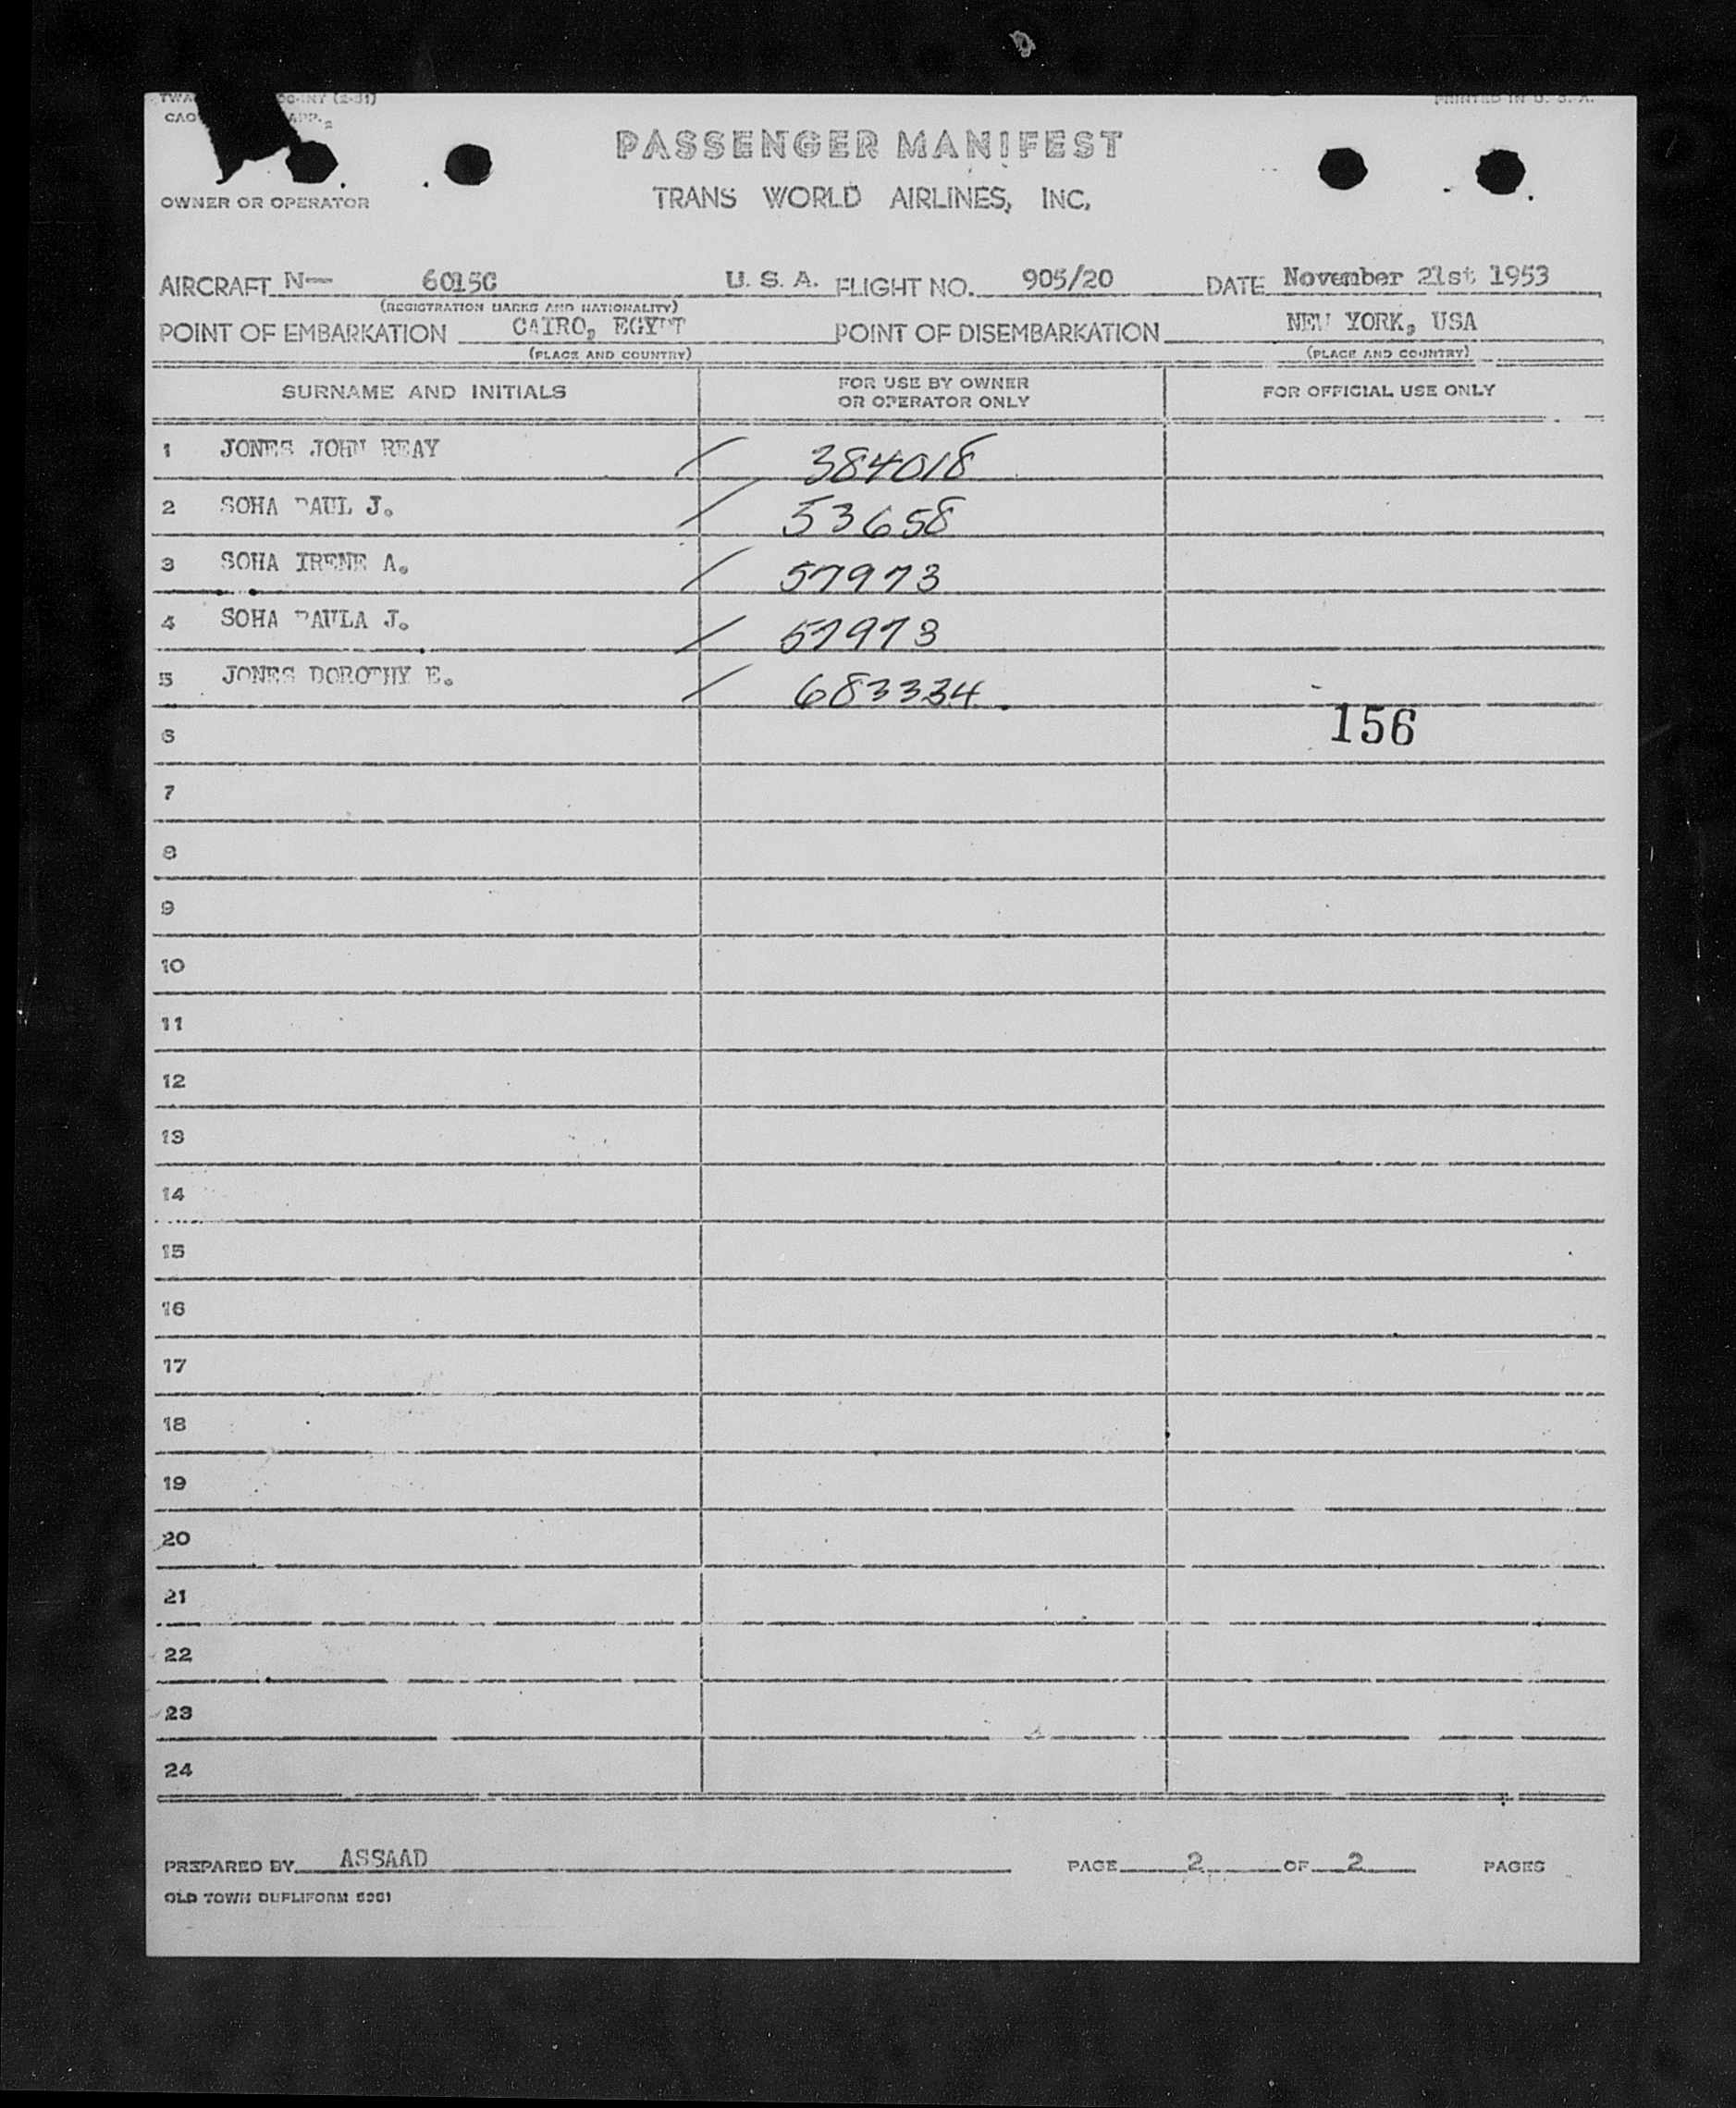 PRINTED IN U. S. A.
PASSENGER MANIFEST
TRANS WORLD AIRLINES, INC.
OWNER OR OPERATOR
AIRCRAFT N— 6015C U. S. A. FLIGHT NO. 905/20 DATE November 21st 1953
(REGISTRATION MARKS AND NATIONALITY)
POINT OF EMBARKATION CAIRO, EGYPT POINT OF DISEMBARKATION NEW YORK, USA
(PLACE AND COUNTRY) (PLACE AND COUNTRY)
SURNAME AND INITIALS FOR USE BY OWNER OR OPERATOR ONLY FOR OFFICIAL USE ONLY
1 JONES JOHN REAY / 384018
2 SOHA PAUL J. / 53658
3 SOHA IRENE A. / 57973
4 SOHA PAULA J. / 57973
5 JONES DOROTHY E. / 683334.
6 156
7
8
9
10
11
12
13
14
15
16
17
18
19
20
21
22
23
24
PREPARED BY ASSAAD PAGE 2 OF 2 PAGES
OLD TOWN DUPLIFORM